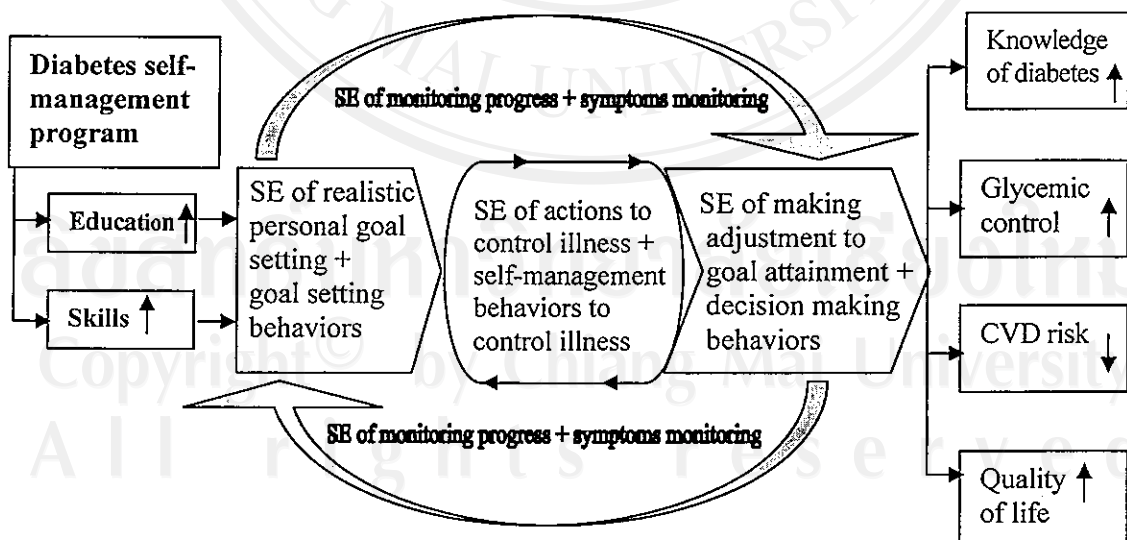 Diabetes self-
management
program
Education ↑
Skills ↑
SE of monitoring progress + symptoms monitoring
SE of realistic
personal goal
setting +
goal setting
behaviors
SE of actions to
control illness +
self-management
behaviors to
control illness
SE of making
adjustment to
goal attainment +
decision making
behaviors
SE of monitoring progress + symptoms monitoring
Knowledge
of diabetes ↑
Glycemic
control ↑
CVD risk ↓
Quality ↑
of life
Copyright© by Chiang Mai University
All rights reserved